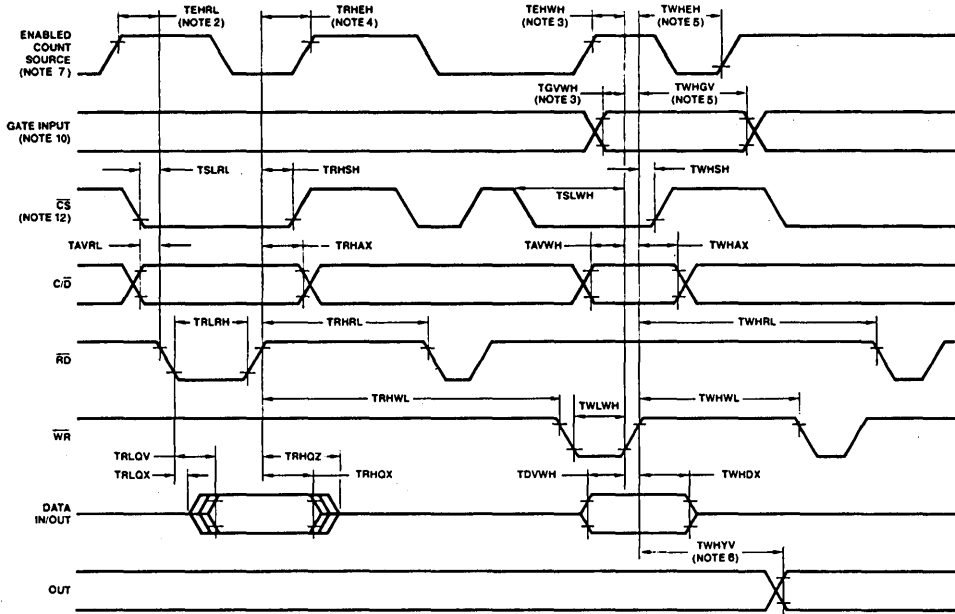 TEHRL
(NOTE 2)
TRHEH
(NOTE 4)
TEHWH
(NOTE 3)
TWHEH
(NOTE 5)
ENABLED
COUNT
SOURCE
(NOTE 7)
TGVWH
(NOTE 3)
TWHGV
(NOTE 5)
GATE INPUT
(NOTE 10)
TSLRL
TRHSH
TSLWH
TWHSH
CS
(NOTE 12)
TAVRL
TRHAX
TAVWH
TWHAX
C/D
TRLRH
TRHRL
TWHRL
RD
TRHWL
TWLWH
TWHWL
WR
TRLQV
TRHQZ
TRLQX
TRHQX
TDVWH
TWHDX
DATA
IN/OUT
TWHYV
(NOTE 6)
OUT